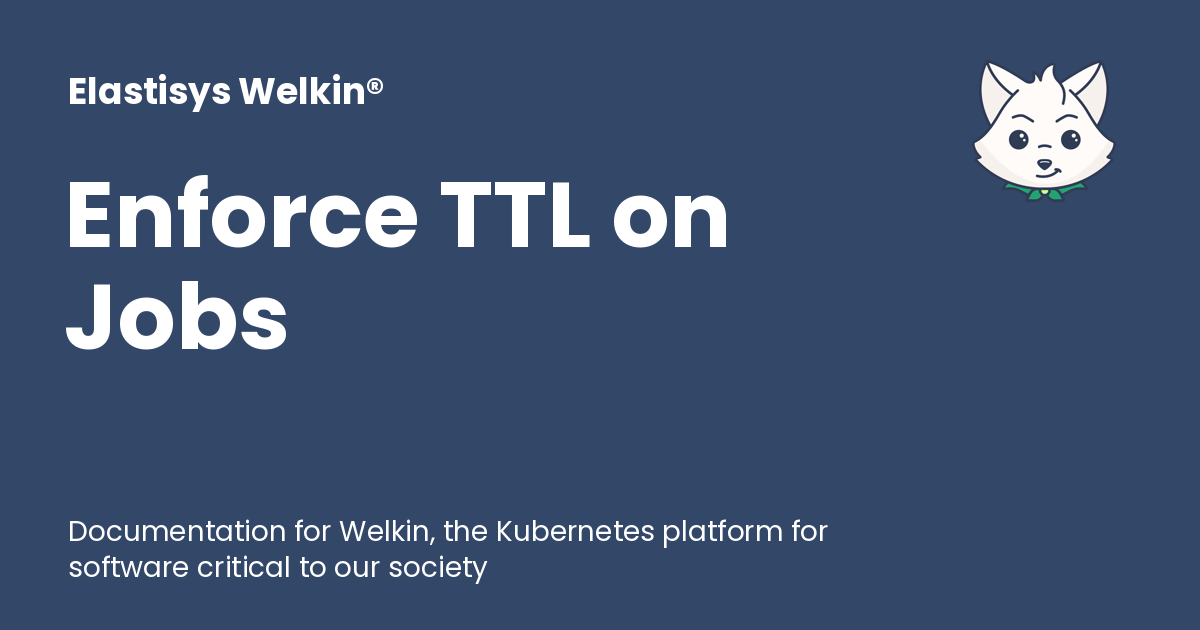 Elastisys Welkin®
Enforce TTL on
Jobs
Documentation for Welkin, the Kubernetes platform for
software critical to our society